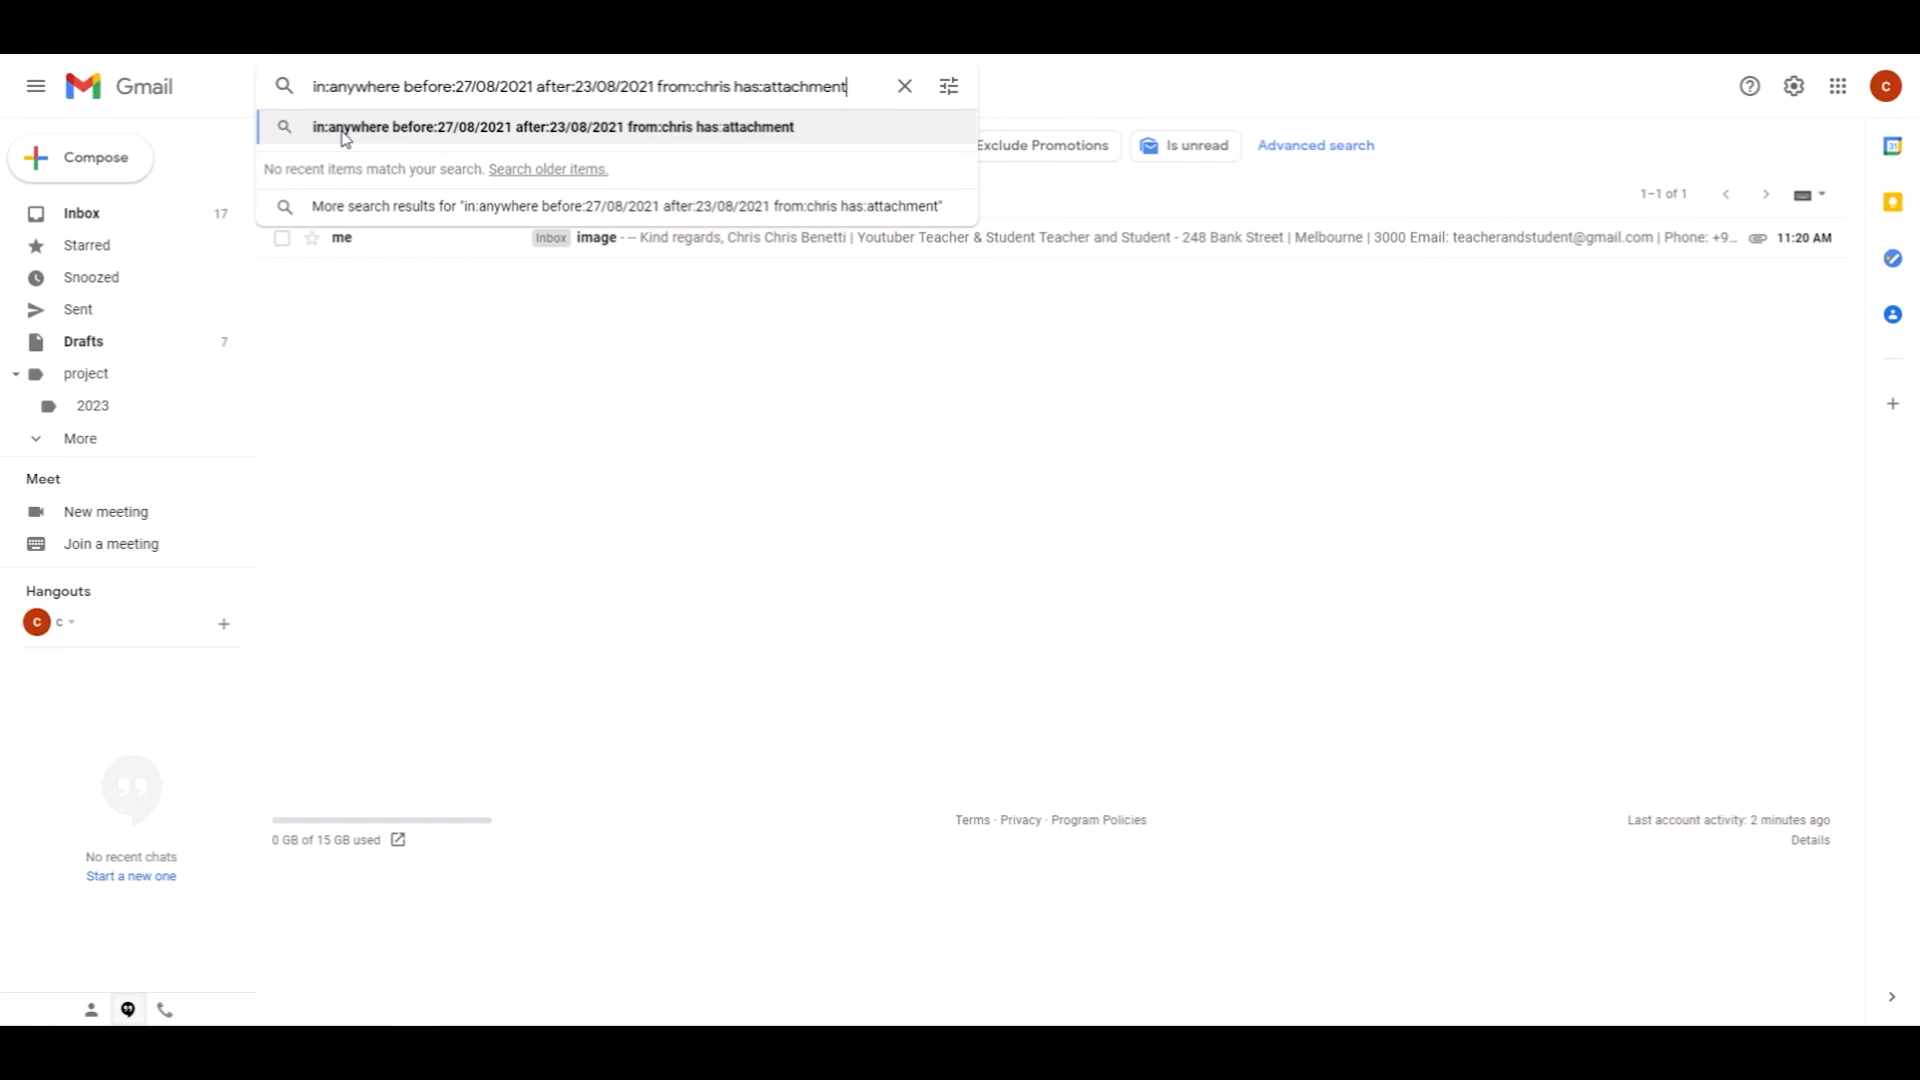 Gmail
in:anywhere before:27/08/2021 after:23/08/2021 from:chris has:attachment
C
in:anywhere before:27/08/2021 after:23/08/2021 from:chris has:attachment
Compose
Exclude Promotions
Is unread
Advanced search
31
No recent items match your search. Search older items.
1–1 of 1
More search results for "in:anywhere before:27/08/2021 after:23/08/2021 from:chris has:attachment"
Inbox 17
me Inbox image - -- Kind regards, Chris Chris Benetti | Youtuber Teacher & Student Teacher and Student - 248 Bank Street | Melbourne | 3000 Email: teacherandstudent@gmail.com | Phone: +9... 11:20 AM
Starred
Snoozed
Sent
Drafts 7
project
2023
More
Meet
New meeting
Join a meeting
Hangouts
C c
No recent chats
Start a new one
0 GB of 15 GB used
Terms · Privacy · Program Policies
Last account activity: 2 minutes ago
Details